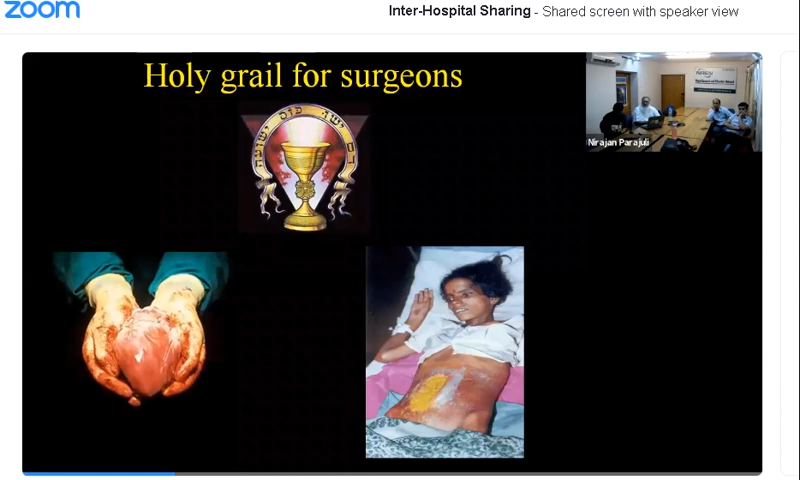 zoom
Inter-Hospital Sharing - Shared screen with speaker view
Holy grail for surgeons
Nirajan Parajuli